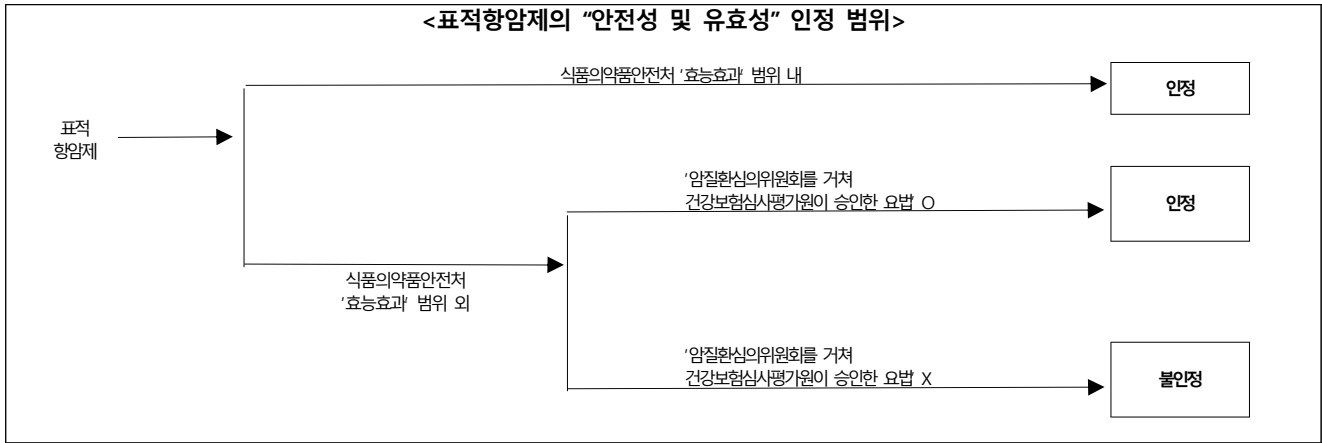 <표적항암제의 “안전성 및 유효성” 인정 범위>
식품의약품안전처 '효능효과' 범위 내
인정
표적
항암제
'암질환심의위원회를 거쳐
건강보험심사평가원이 승인한 요법' O
인정
식품의약품안전처
'효능효과' 범위 외
'암질환심의위원회를 거쳐
건강보험심사평가원이 승인한 요법' X
불인정